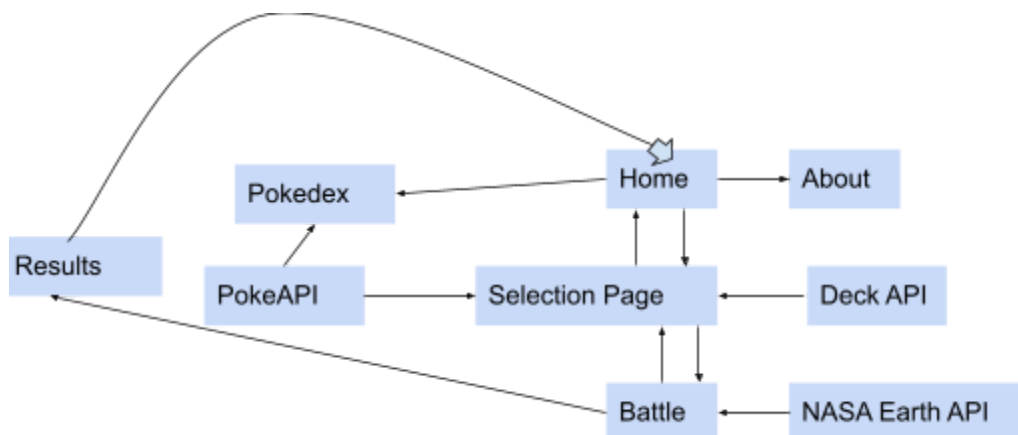 Home
About
Pokedex
Results
PokeAPI
Selection Page
Deck API
Battle
NASA Earth API